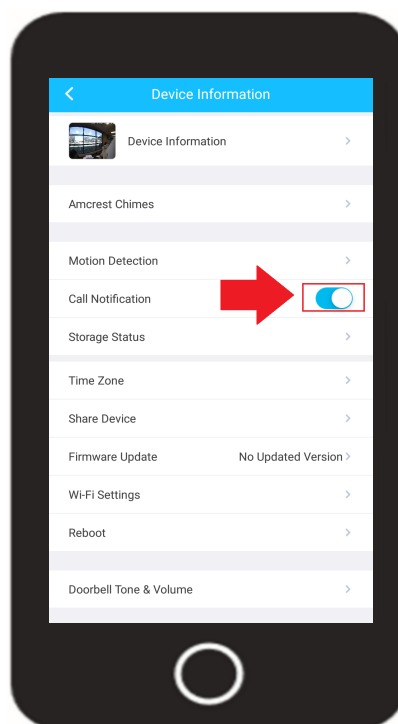 Device Information
Device Information
Amcrest Chimes
Motion Detection
Call Notification
Storage Status
Time Zone
Share Device
Firmware Update No Updated Version
Wi-Fi Settings
Reboot
Doorbell Tone & Volume